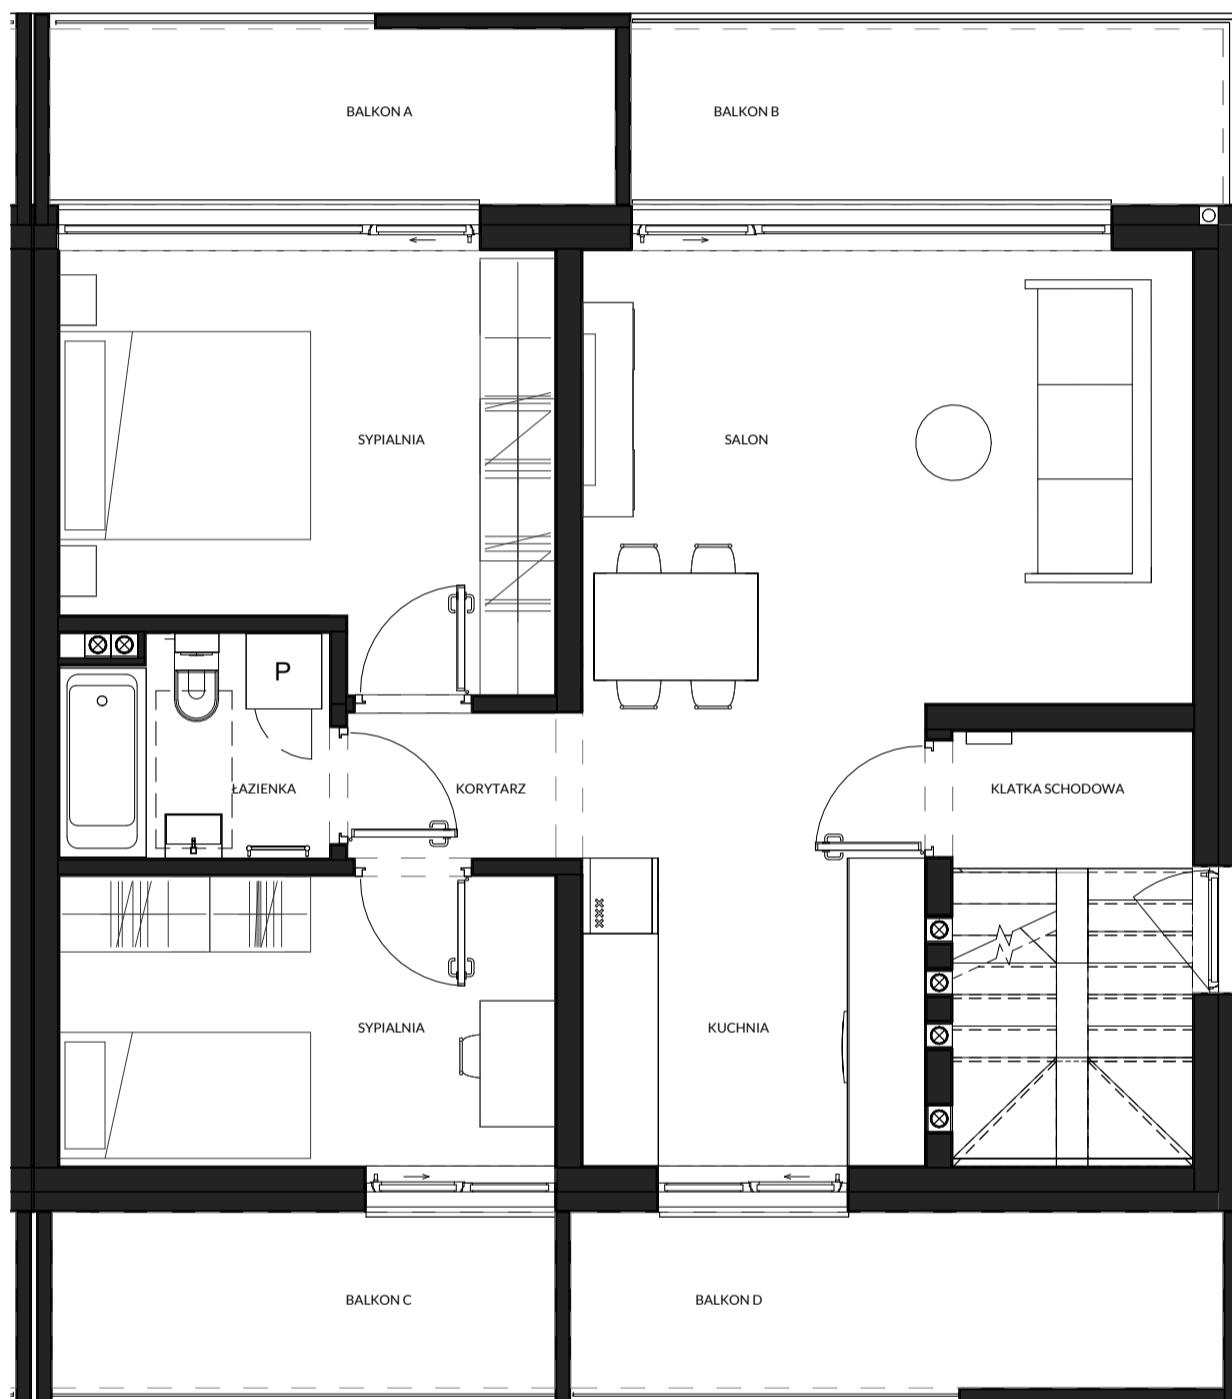 BALKON A
BALKON B
SYPIALNIA
SALON
P
ŁAZIENKA
KORYTARZ
KLATKA SCHODOWA
SYPIALNIA
KUCHNIA
BALKON C
BALKON D